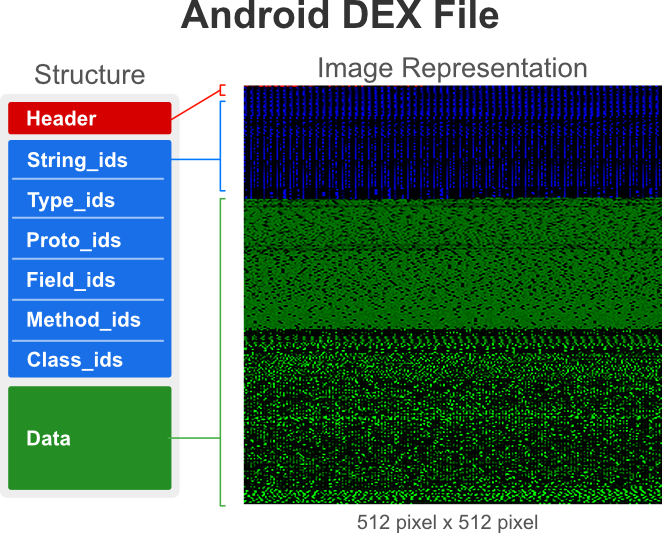 Android DEX File
Structure
Image Representation
Header
String_ids
Type_ids
Proto_ids
Field_ids
Method_ids
Class_ids
Data
512 pixel x 512 pixel